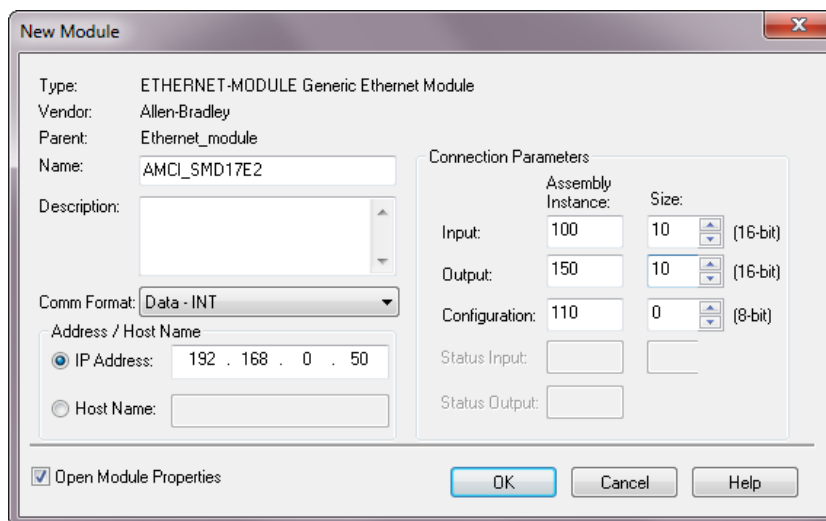 New Module
Type: ETHERNET-MODULE Generic Ethernet Module
Vendor: Allen-Bradley
Parent: Ethernet_module
Name: AMCI_SMD17E2
Description:
Comm Format: Data - INT
Address / Host Name
IP Address: 192 . 168 . 0 . 50
Host Name:
Connection Parameters
Assembly
Instance: Size:
Input: 100 10 (16-bit)
Output: 150 10 (16-bit)
Configuration: 110 0 (8-bit)
Status Input:
Status Output:
Open Module Properties
OK Cancel Help